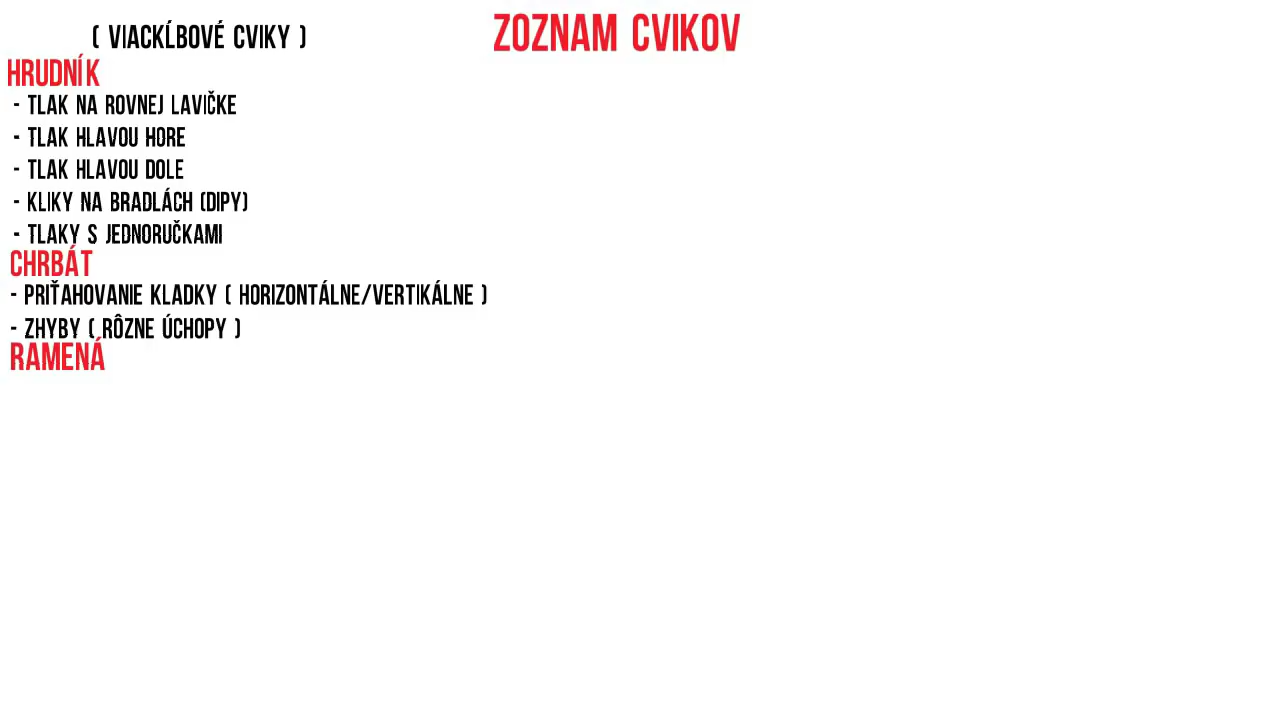 ZOZNAM CVIKOV
( VIACKĹBOVÉ CVIKY )
HRUDNÍK
- TLAK NA ROVNEJ LAVIČKE
- TLAK HLAVOU HORE
- TLAK HLAVOU DOLE
- KLIKY NA BRADLÁCH (DIPY)
- TLAKY S JEDNORUČKAMI
CHRBÁT
- PRIŤAHOVANIE KLADKY ( HORIZONTÁLNE/VERTIKÁLNE )
- ZHYBY ( RÔZNE ÚCHOPY )
RAMENÁ